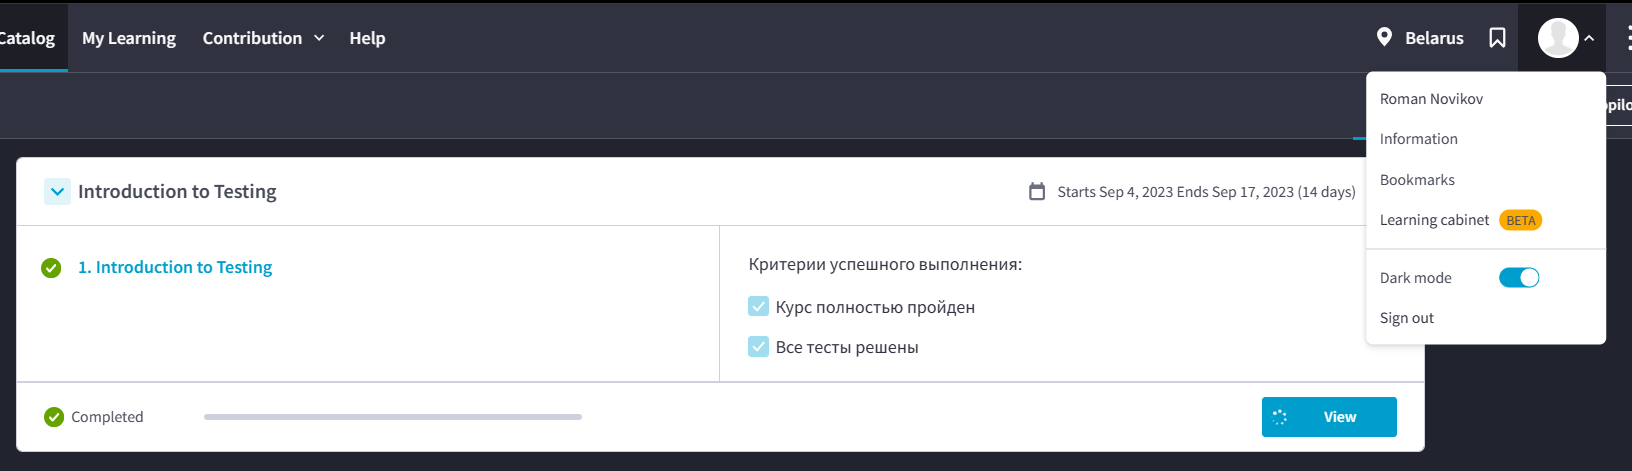 Catalog My Learning Contribution Help Belarus
Roman Novikov
Information
Bookmarks
Learning cabinet BETA
Dark mode
Sign out
Introduction to Testing Starts Sep 4, 2023 Ends Sep 17, 2023 (14 days)
1. Introduction to Testing
Критерии успешного выполнения:
Курс полностью пройден
Все тесты решены
Completed View